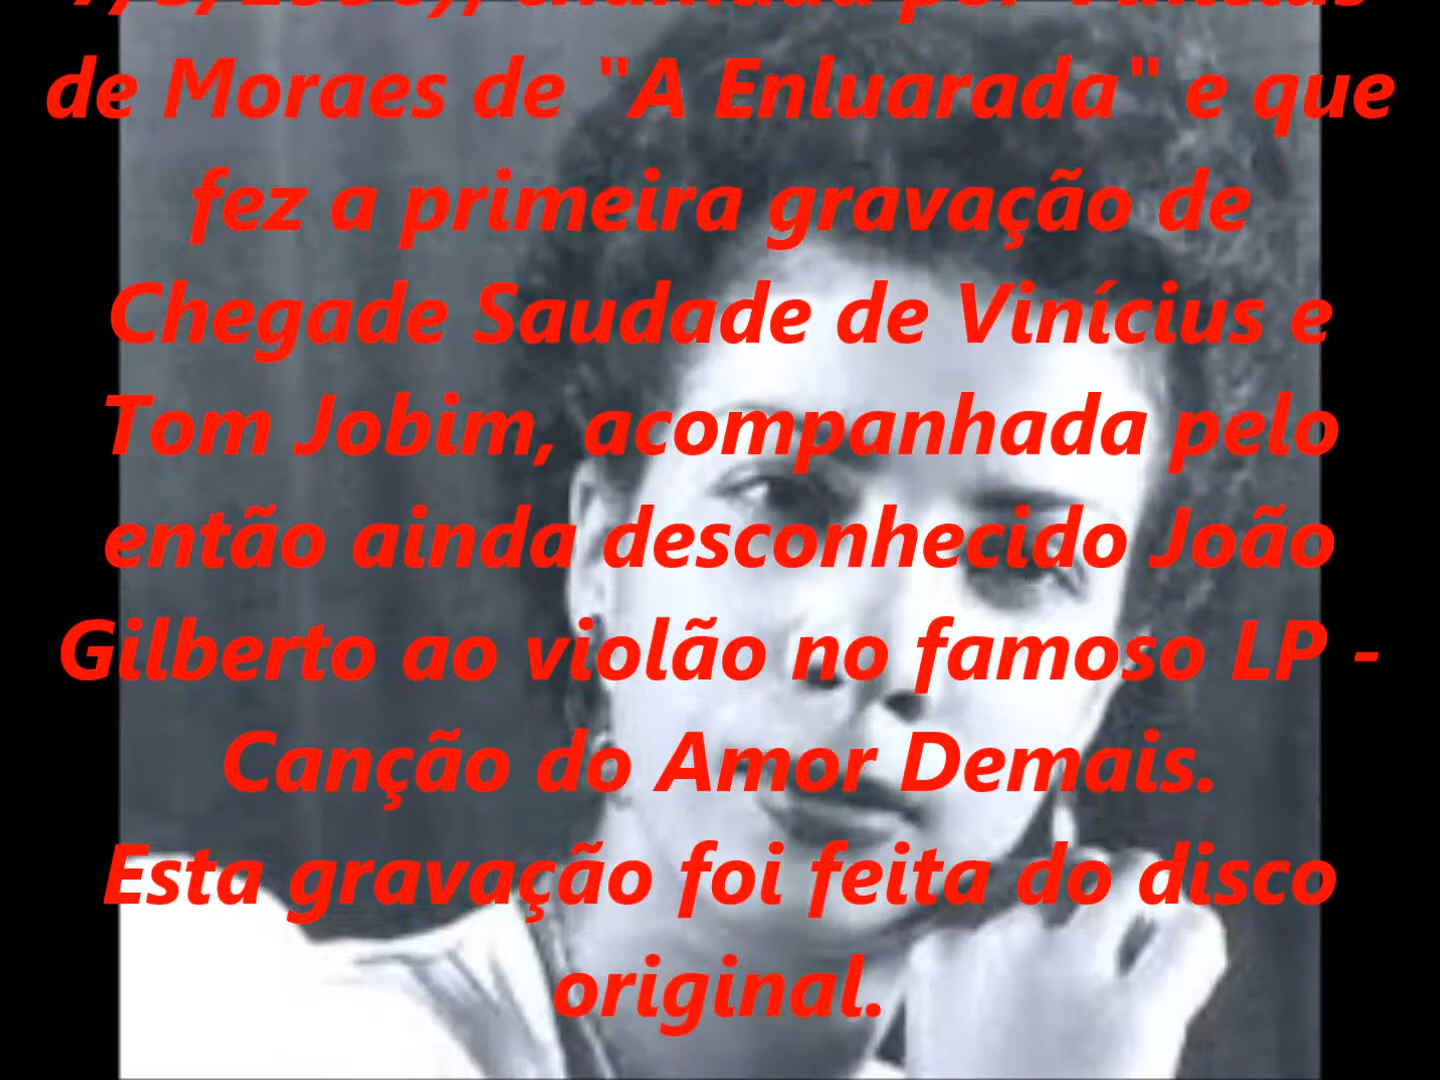 de Moraes de "A Enluarada" e que
fez a primeira gravação de
Chegade Saudade de Vinícius e
Tom Jobim, acompanhada pelo
então ainda desconhecido João
Gilberto ao violão no famoso LP -
Canção do Amor Demais.
Esta gravação foi feita do disco
original.